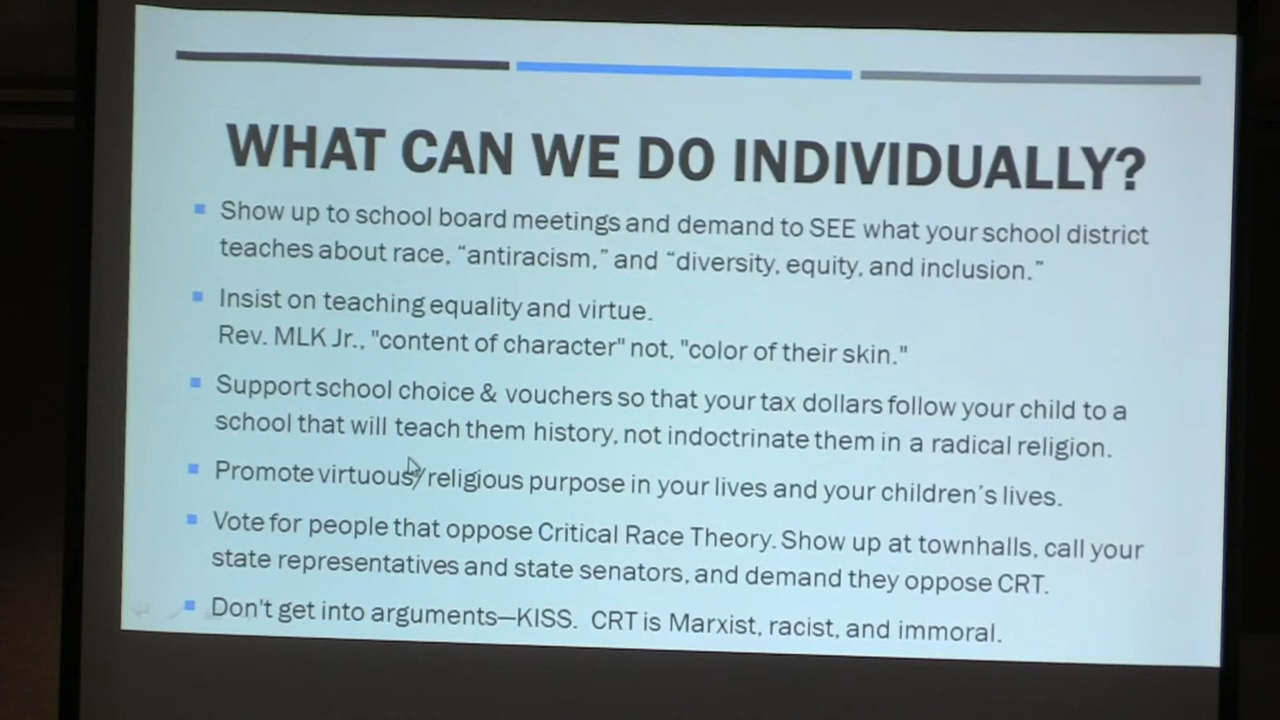 WHAT CAN WE DO INDIVIDUALLY?
Show up to school board meetings and demand to SEE what your school district
teaches about race, “antiracism,” and “diversity, equity, and inclusion.”
Insist on teaching equality and virtue.
Rev. MLK Jr., "content of character" not, "color of their skin."
Support school choice & vouchers so that your tax dollars follow your child to a
school that will teach them history, not indoctrinate them in a radical religion.
Promote virtuous/religious purpose in your lives and your children’s lives.
Vote for people that oppose Critical Race Theory. Show up at townhalls, call your
state representatives and state senators, and demand they oppose CRT.
Don't get into arguments—KISS. CRT is Marxist, racist, and immoral.